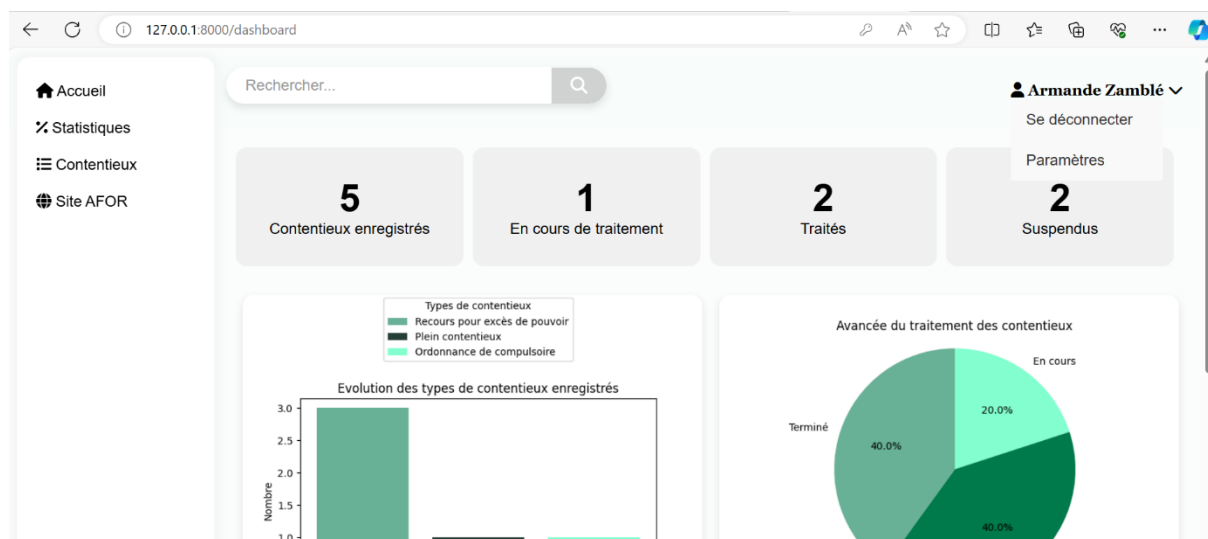 127.0.0.1:8000/dashboard
Accueil
Statistiques
Contentieux
Site AFOR
Rechercher...
Armande Zamblé
Se déconnecter
Paramètres
5
Contentieux enregistrés
1
En cours de traitement
2
Traités
2
Suspendus
Types de contentieux
Recours pour excès de pouvoir
Plein contentieux
Ordonnance de compulsoire
Evolution des types de contentieux enregistrés
3.0
2.5
2.0
1.5
1.0
Nombre
Avancée du traitement des contentieux
En cours
20.0%
Terminé
40.0%
40.0%